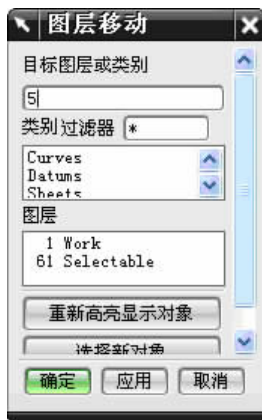 图层移动
目标图层或类别
5
类别过滤器 *
Curves
Datums
Sheets
图层
1 Work
61 Selectable
重新高亮显示对象
选择新对象
确定 应用 取消